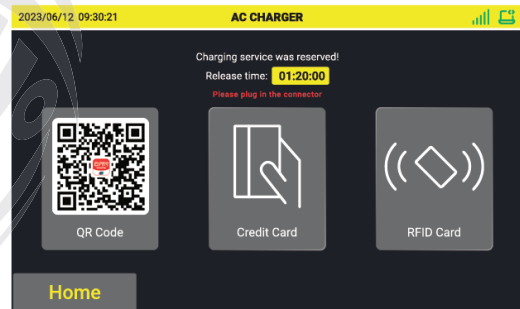 2023/06/12 09:30:21 AC CHARGER
Charging service was reserved!
Release time: 01:20:00
Please plug in the connector
QR Code Credit Card RFID Card
Home